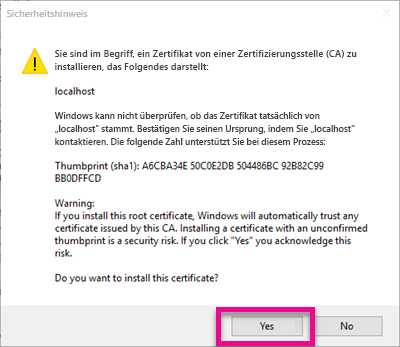 Sicherheitshinweis
Sie sind im Begriff, ein Zertifikat von einer Zertifizierungsstelle (CA) zu
installieren, das Folgendes darstellt:
localhost
Windows kann nicht überprüfen, ob das Zertifikat tatsächlich von
„localhost“ stammt. Bestätigen Sie seinen Ursprung, indem Sie „localhost“
kontaktieren. Die folgende Zahl unterstützt Sie bei diesem Prozess:
Thumbprint (sha1): A6CBA34E 50C0E2DB 504486BC 92B82C99
BB0DFFCD
Warning:
If you install this root certificate, Windows will automatically trust any
certificate issued by this CA. Installing a certificate with an unconfirmed
thumbprint is a security risk. If you click "Yes" you acknowledge this
risk.
Do you want to install this certificate?
Yes
No